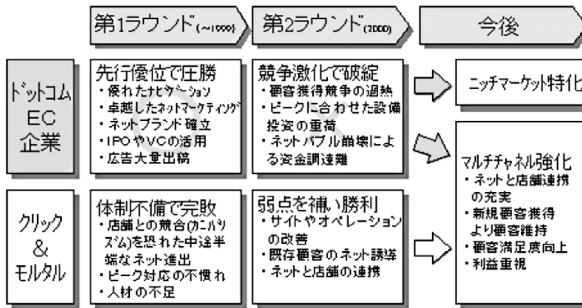 第1ラウンド(~1999)
第2ラウンド(2000)
今後
ドットコム
EC
企業
先行優位で圧勝
・優れたナビゲーション
・卓越したネットマーケティング
・ネットブランド確立
・IPOやVCの活用
・広告大量出稿
競争激化で破綻
・顧客獲得競争の過熱
・ピークに合わせた設備
投資の重荷
・ネットバブル崩壊によ
る資金調達難
ニッチマーケット特化
クリック
&
モルタル
体制不備で完敗
・店舗との競合(カニバリ
ズム)を恐れた中途半
端なネット進出
・ピーク対応の不慣れ
・人材の不足
弱点を補い勝利
・サイトやオペレーション
の改善
・既存顧客のネット誘導
・ネットと店舗の連携
マルチチャネル強化
・ネットと店舗連携
の充実
・新規顧客獲得
より顧客維持
・顧客満足度向上
・利益重視